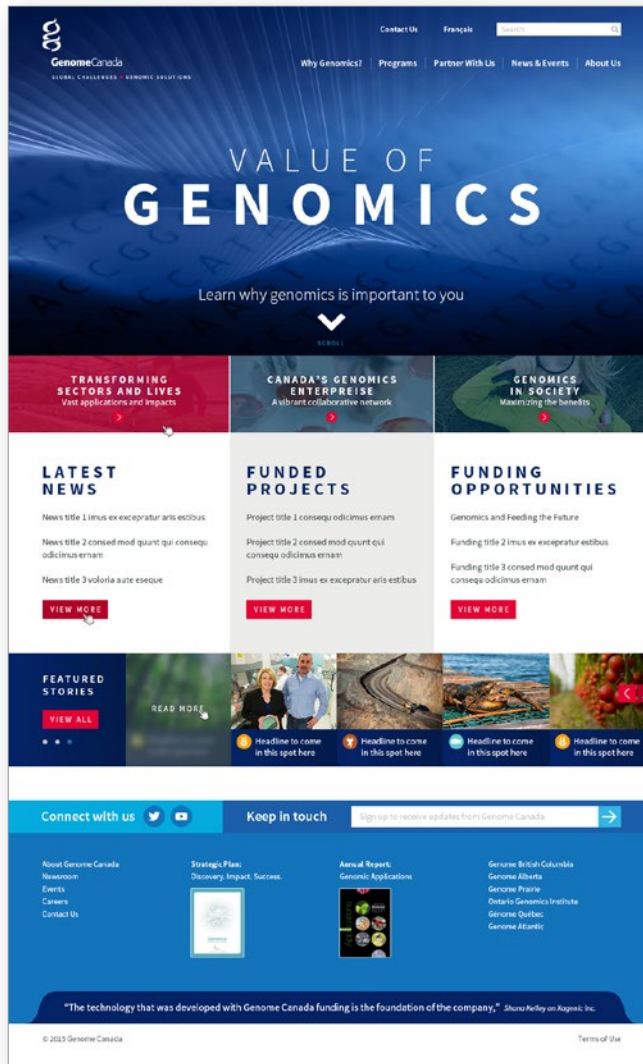 Contact Us Français Search
GenomeCanada
GLOBAL CHALLENGES GENOMIC SOLUTIONS
Why Genomics? Programs Partner With Us News & Events About Us
VALUE OF
GENOMICS
Learn why genomics is important to you
SCROLL
TRANSFORMING
SECTORS AND LIVES
Vast applications and impacts
CANADA'S GENOMICS
ENTERPREISE
A vibrant collaborative network
GENOMICS
IN SOCIETY
Maximizing the benefits
LATEST
NEWS
News title 1 imus ex excepratur aris estibus
News title 2 consed mod quunt qui consequ
odicimus ernam
News title 3 voloria aute eseque
VIEW MORE
FUNDED
PROJECTS
Project title 1 consequ odicimus ernam
Project title 2 consed mod quunt qui
consequ odicimus ernam
Project title 3 imus ex excepratur aris estibus
VIEW MORE
FUNDING
OPPORTUNITIES
Genomics and Feeding the Future
Funding title 2 imus ex excepratur estibus
Funding title 3 consed mod quunt qui
consequ odicimus ernam
VIEW MORE
FEATURED
STORIES
VIEW ALL
READ MORE
Headline to come
in this spot here
Headline to come
in this spot here
Headline to come
in this spot here
Headline to come
in this spot here
Connect with us
Keep in touch
Sign up to receive updates from Genome Canada
About Genome Canada
Newsroom
Events
Careers
Contact Us
Strategic Plan:
Discovery. Impact. Success.
Annual Report:
Genomic Applications
Genome British Columbia
Genome Alberta
Genome Prairie
Ontario Genomics Institute
Génome Québec
Genome Atlantic
"The technology that was developed with Genome Canada funding is the foundation of the company," Shana Kelley on Xagenic Inc.
© 2015 Genome Canada
Terms of Use